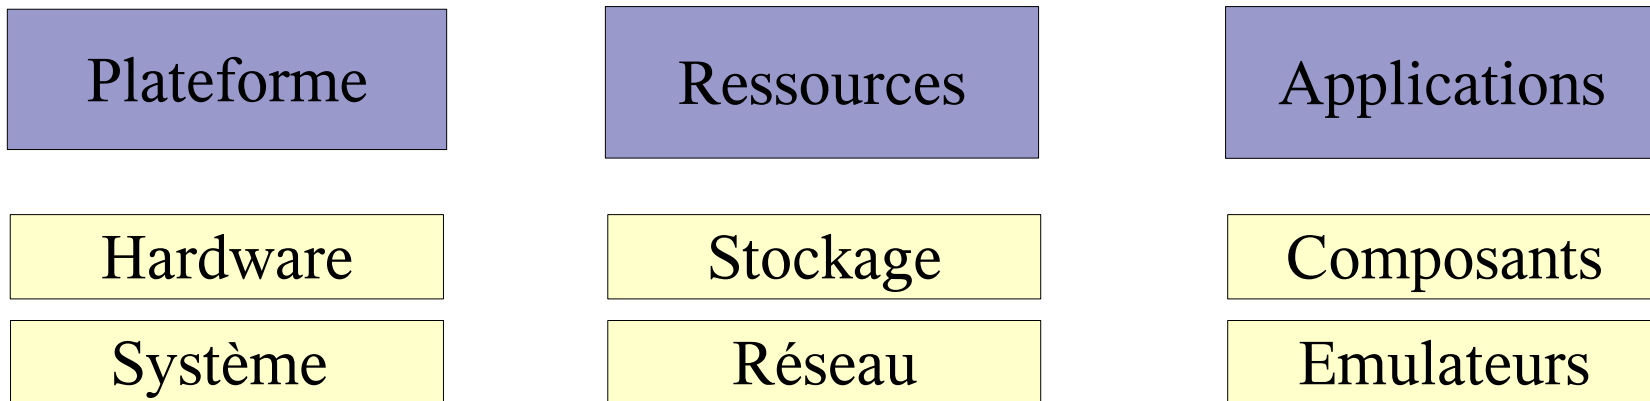 Plateforme
Ressources
Applications
Hardware
Stockage
Composants
Système
Réseau
Emulateurs